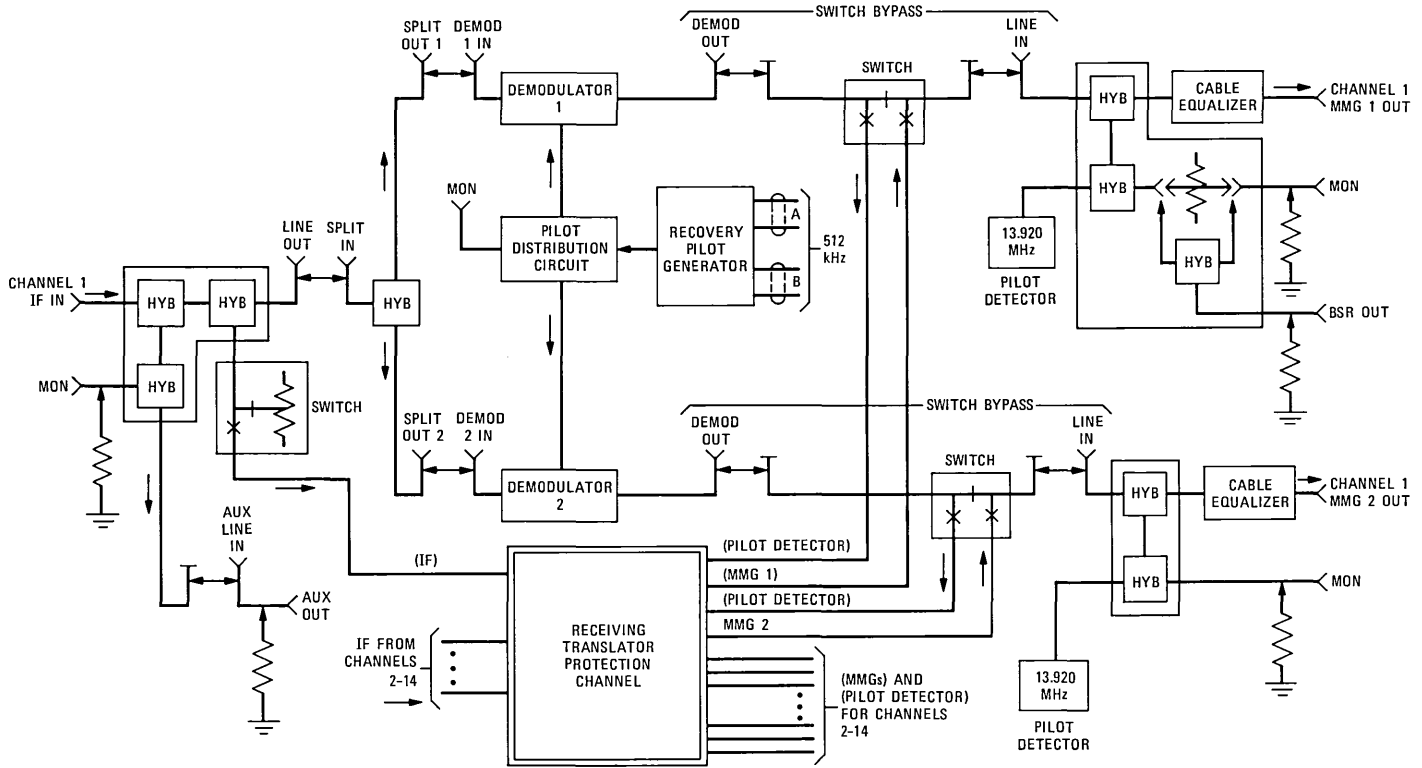 SWITCH BYPASS
SPLIT
OUT 1
DEMOD
1 IN
DEMOD
OUT
LINE
IN
SWITCH
DEMODULATOR
1
HYB
CABLE
EQUALIZER
CHANNEL 1
MMG 1 OUT
HYB
MON
MON
LINE
OUT
SPLIT
IN
PILOT
DISTRIBUTION
CIRCUIT
RECOVERY
PILOT
GENERATOR
A
B
512
kHz
13.920
MHz
PILOT
DETECTOR
HYB
BSR OUT
CHANNEL 1
IF IN
HYB
HYB
HYB
MON
HYB
SWITCH
SPLIT
OUT 2
DEMOD
2 IN
SWITCH BYPASS
DEMOD
OUT
LINE
IN
SWITCH
DEMODULATOR
2
HYB
CABLE
EQUALIZER
CHANNEL 1
MMG 2 OUT
AUX
LINE
IN
AUX
OUT
(IF)
(PILOT DETECTOR)
(MMG 1)
(PILOT DETECTOR)
MMG 2
HYB
MON
IF FROM
CHANNELS
2-14
RECEIVING
TRANSLATOR
PROTECTION
CHANNEL
(MMGs) AND
(PILOT DETECTOR)
FOR CHANNELS
2-14
13.920
MHz
PILOT
DETECTOR